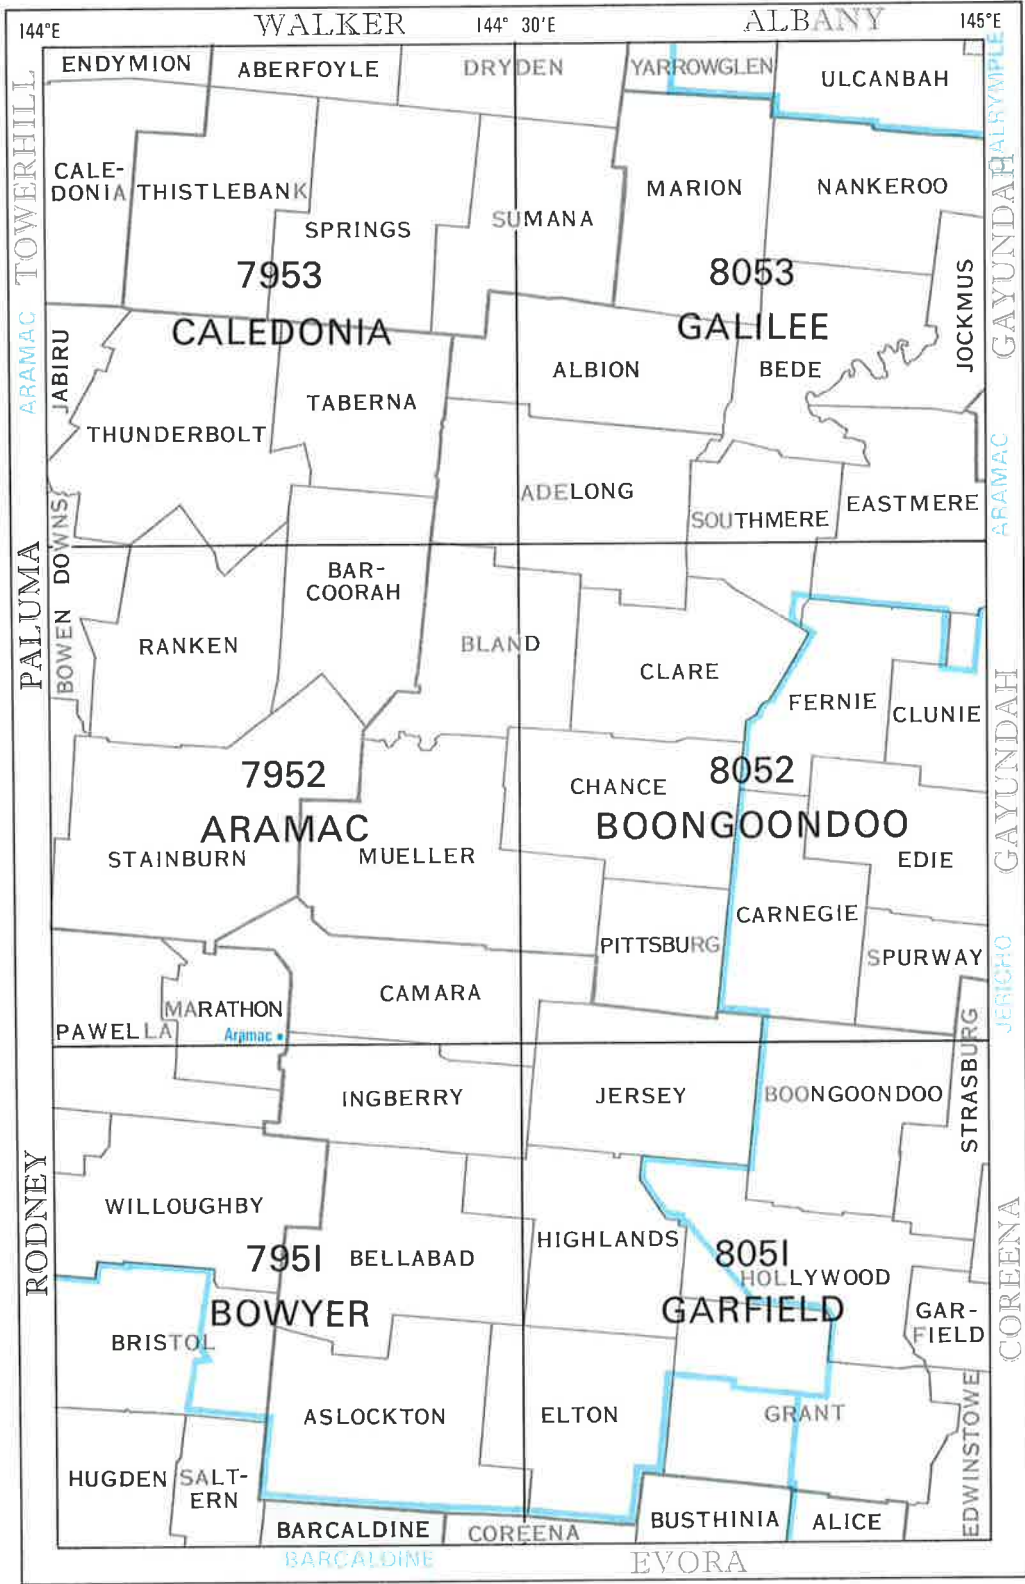 WALKER
ALBANY
144°E
144° 30'E
145°E
ENDYMION
ABERFOYLE
DRYDEN
YARROWGLEN
ULCANBAH
DALRYMPLE
TOWERHILL
CALE-
DONIA
THISTLEBANK
SPRINGS
SUMANA
MARION
NANKEROO
GAYUNDAH
7953
CALEDONIA
8053
GALILEE
JOCKMUS
ARAMAC
JABIRU
THUNDERBOLT
TABERNA
ALBION
BEDE
ADELONG
SOUTHMERE
EASTMERE
ARAMAC
PALUMA
BOWEN DOWNS
BAR-
COORAH
RANKEN
BLAND
CLARE
FERNIE
CLUNIE
GAYUNDAH
7952
ARAMAC
8052
BOONGOONDOO
CHANCE
STAINBURN
MUELLER
EDIE
CARNEGIE
PITTSBURG
SPURWAY
JERICHO
CAMARA
MARATHON
PAWELLA
Aramac
INGBERRY
JERSEY
BOONGOONDOO
STRASBURG
RODNEY
WILLOUGHBY
BELLABAD
HIGHLANDS
HOLLYWOOD
7951
BOWYER
8051
GARFIELD
GAR-
FIELD
COREENA
BRISTOL
ASLOCKTON
ELTON
GRANT
EDWINSTOWE
HUGDEN
SALT-
ERN
BARCALDINE
COREENA
BUSTHINIA
ALICE
BARCALDINE
EVORA